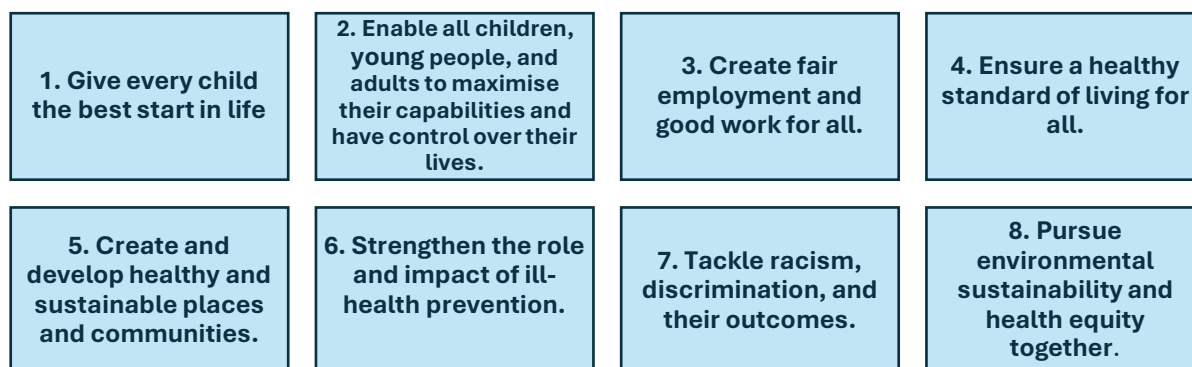 1. Give every child
the best start in life
2. Enable all children,
young people, and
adults to maximise
their capabilities and
have control over their
lives.
3. Create fair
employment and
good work for all.
4. Ensure a healthy
standard of living for
all.
5. Create and
develop healthy and
sustainable places
and communities.
6. Strengthen the role
and impact of ill-
health prevention.
7. Tackle racism,
discrimination, and
their outcomes.
8. Pursue
environmental
sustainability and
health equity
together.